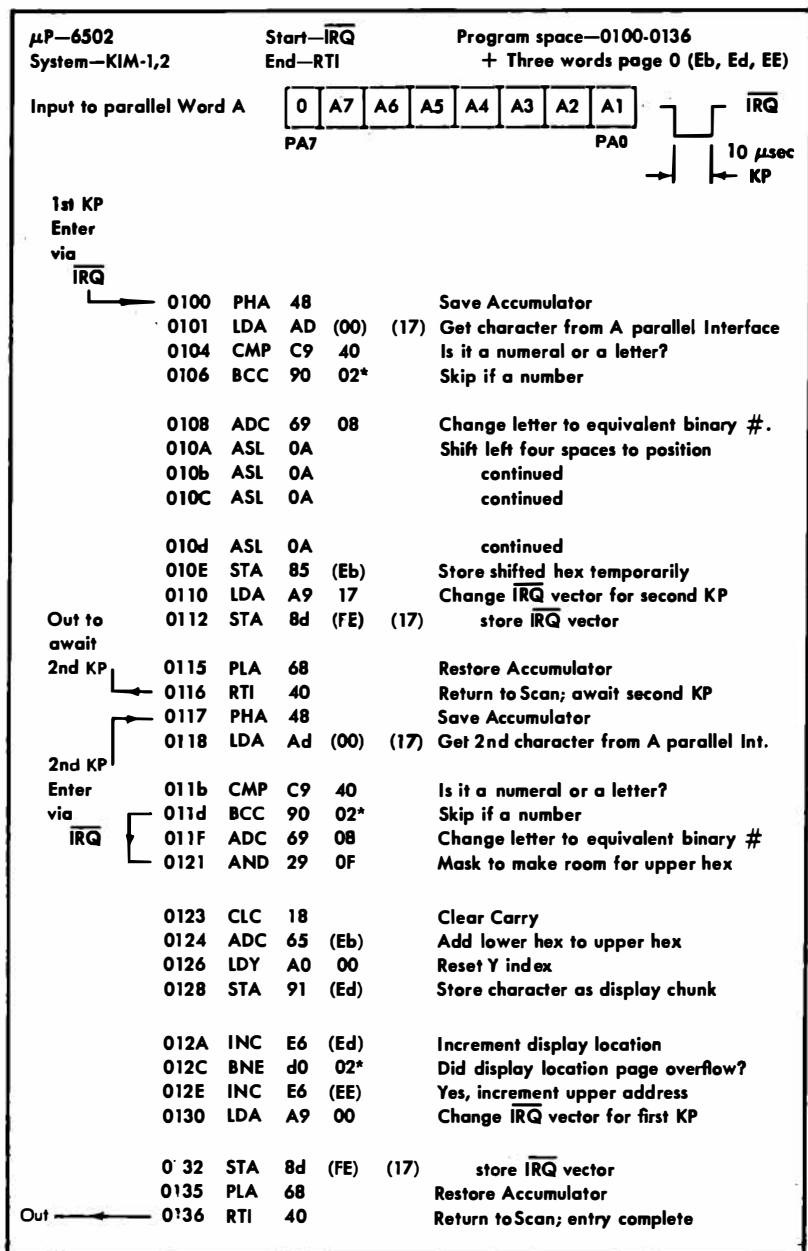 µP—6502 Start—IRQ Program space—0100-0136
System—KIM-1,2 End—RTI + Three words page 0 (Eb, Ed, EE)
Input to parallel Word A 0 A7 A6 A5 A4 A3 A2 A1 IRQ
PA7 PA0
10 µsec
KP
1st KP
Enter
via
IRQ
0100 PHA 48 Save Accumulator
0101 LDA AD (00) (17) Get character from A parallel Interface
0104 CMP C9 40 Is it a numeral or a letter?
0106 BCC 90 02* Skip if a number
0108 ADC 69 08 Change letter to equivalent binary #.
010A ASL 0A Shift left four spaces to position
010b ASL 0A continued
010C ASL 0A continued
010d ASL 0A continued
010E STA 85 (Eb) Store shifted hex temporarily
0110 LDA A9 17 Change IRQ vector for second KP
Out to 0112 STA 8d (FE) (17) store IRQ vector
await
2nd KP 0115 PLA 68 Restore Accumulator
0116 RTI 40 Return to Scan; await second KP
0117 PHA 48 Save Accumulator
0118 LDA Ad (00) (17) Get 2nd character from A parallel Int.
2nd KP
Enter 011b CMP C9 40 Is it a numeral or a letter?
via 011d BCC 90 02* Skip if a number
IRQ 011F ADC 69 08 Change letter to equivalent binary #
0121 AND 29 0F Mask to make room for upper hex
0123 CLC 18 Clear Carry
0124 ADC 65 (Eb) Add lower hex to upper hex
0126 LDY A0 00 Reset Y index
0128 STA 91 (Ed) Store character as display chunk
012A INC E6 (Ed) Increment display location
012C BNE d0 02* Did display location page overflow?
012E INC E6 (EE) Yes, increment upper address
0130 LDA A9 00 Change IRQ vector for first KP
0132 STA 8d (FE) (17) store IRQ vector
0135 PLA 68 Restore Accumulator
Out 0136 RTI 40 Return to Scan; entry complete